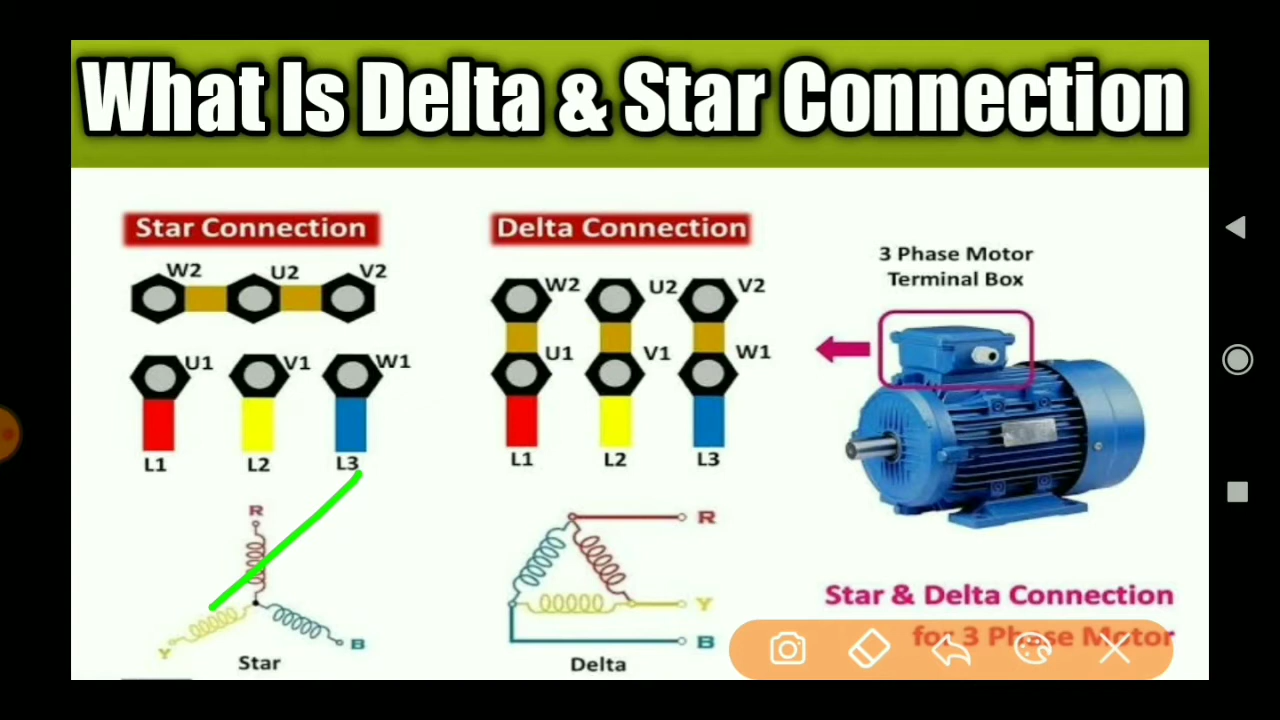 What Is Delta & Star Connection
Star Connection
W2 U2 V2
U1 V1 W1
L1 L2 L3
R
Y B
Star
Delta Connection
W2 U2 V2
U1 V1 W1
L1 L2 L3
R
Y
B
Delta
3 Phase Motor
Terminal Box
Star & Delta Connection
for 3 Phase Motor